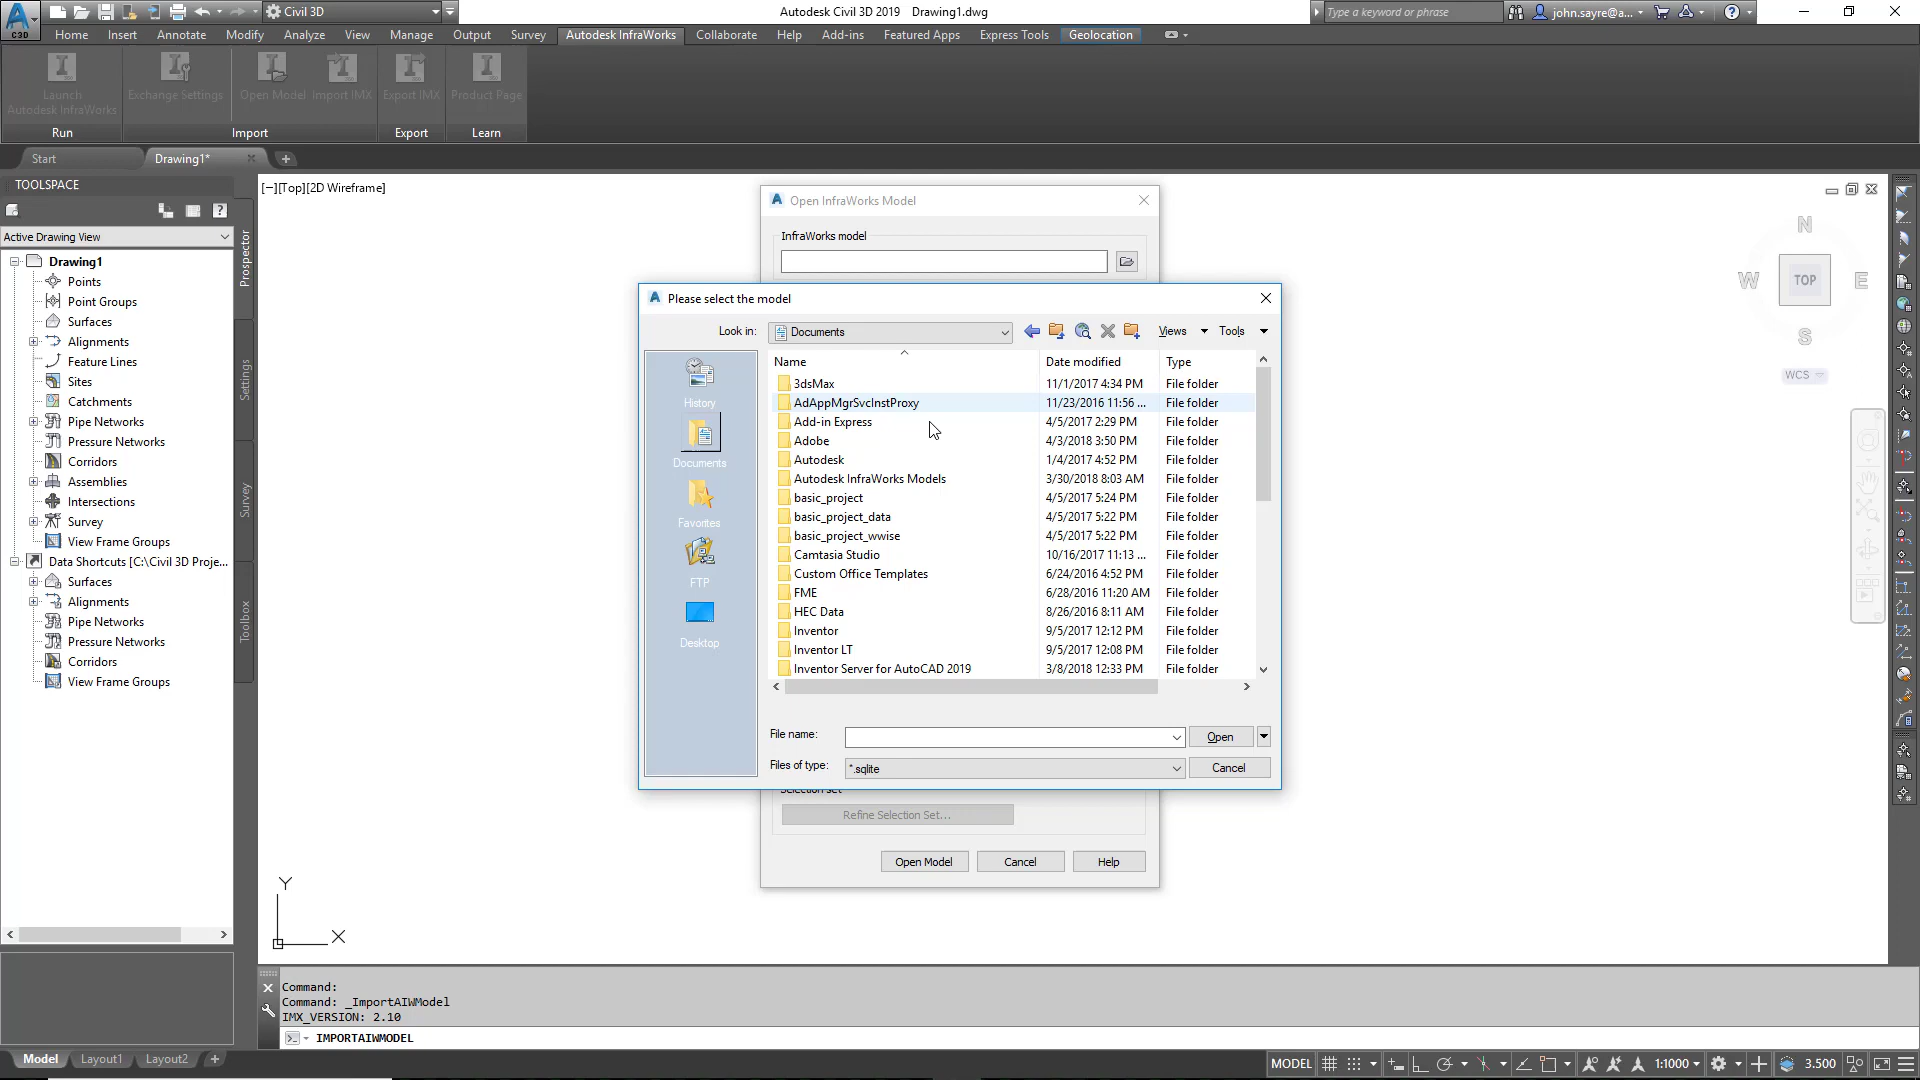 C3D
Civil 3D
Autodesk Civil 3D 2019 Drawing1.dwg
Type a keyword or phrase
john.sayre@a...
Home Insert Annotate Modify Analyze View Manage Output Survey Autodesk InfraWorks Collaborate Help Add-ins Featured Apps Express Tools Geolocation
Launch
Autodesk InfraWorks
Exchange Settings
Open Model
Import IMX
Export IMX
Product Page
Run
Import
Export
Learn
Start
Drawing1*
TOOLSPACE
Active Drawing View
Drawing1
Points
Point Groups
Surfaces
Alignments
Feature Lines
Sites
Catchments
Pipe Networks
Pressure Networks
Corridors
Assemblies
Intersections
Survey
View Frame Groups
Data Shortcuts [C:\Civil 3D Proje...
Surfaces
Alignments
Pipe Networks
Pressure Networks
Corridors
View Frame Groups
Prospector
Settings
Survey
Toolbox
[−][Top][2D Wireframe]
N
W
TOP
E
S
WCS
Open InfraWorks Model
InfraWorks model
Please select the model
Look in:
Documents
Views
Tools
History
Documents
Favorites
FTP
Desktop
Name Date modified Type
3dsMax 11/1/2017 4:34 PM File folder
AdAppMgrSvcInstProxy 11/23/2016 11:56 ... File folder
Add-in Express 4/5/2017 2:29 PM File folder
Adobe 4/3/2018 3:50 PM File folder
Autodesk 1/4/2017 4:52 PM File folder
Autodesk InfraWorks Models 3/30/2018 8:03 AM File folder
basic_project 4/5/2017 5:24 PM File folder
basic_project_data 4/5/2017 5:22 PM File folder
basic_project_wwise 4/5/2017 5:22 PM File folder
Camtasia Studio 10/16/2017 11:13 ... File folder
Custom Office Templates 6/24/2016 4:52 PM File folder
FME 6/28/2016 11:20 AM File folder
HEC Data 8/26/2016 8:11 AM File folder
Inventor 9/5/2017 12:12 PM File folder
Inventor LT 9/5/2017 12:08 PM File folder
Inventor Server for AutoCAD 2019 3/8/2018 12:33 PM File folder
File name:
Open
Files of type:
*.sqlite
Cancel
Selection set
Refine Selection Set...
Open Model
Cancel
Help
Y
X
Command:
Command: _ImportAIWModel
IMX_VERSION: 2.10
IMPORTAIWMODEL
Model Layout1 Layout2
MODEL
1:1000
3.500